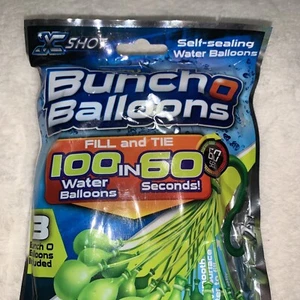 SHOT
Self-sealing
Water Balloons
Bunch O
Balloons
FILL and TIE
100 IN 60
Water Seconds!
Balloons
3
Bunch O
Balloons
Included